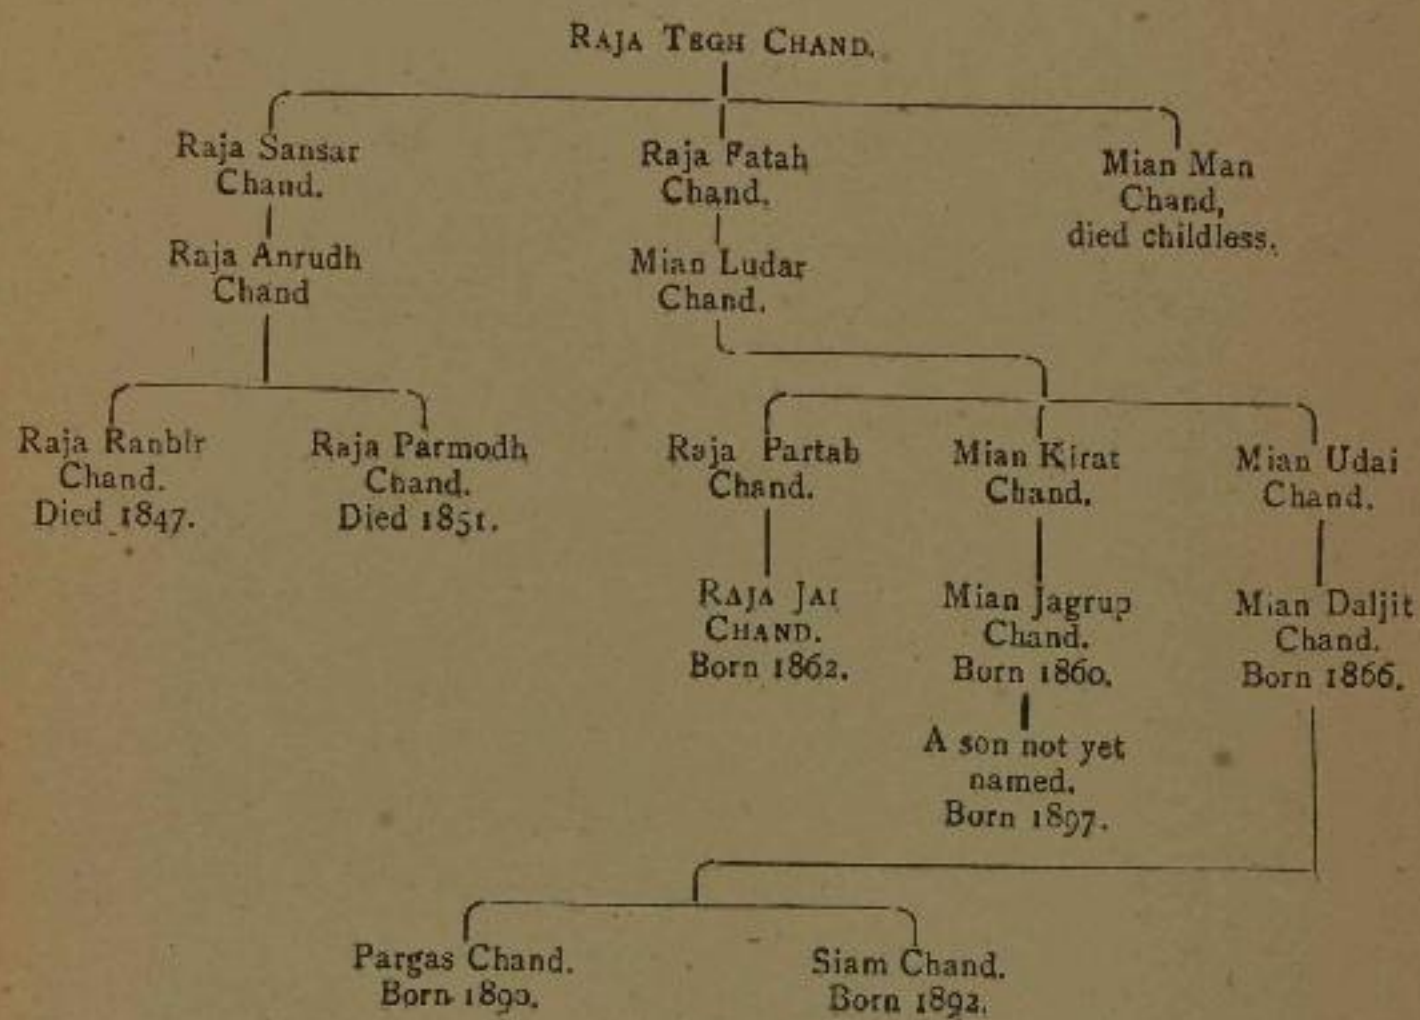 RAJA TEGH CHAND.
Raja Sansar
Chand.
Raja Fatah
Chand.
Mian Man
Chand,
died childless.
Raja Anrudh
Chand
Mian Ludar
Chand.
Raja Ranbir
Chand.
Died 1847.
Raja Parmodh
Chand.
Died 1851.
Raja Partab
Chand.
Mian Kirat
Chand.
Mian Udai
Chand.
RAJA JAI
CHAND.
Born 1862.
Mian Jagrup
Chand.
Born 1860.
Mian Daljit
Chand.
Born 1866.
A son not yet
named.
Born 1897.
Pargas Chand.
Born 1890.
Siam Chand.
Born 1892.